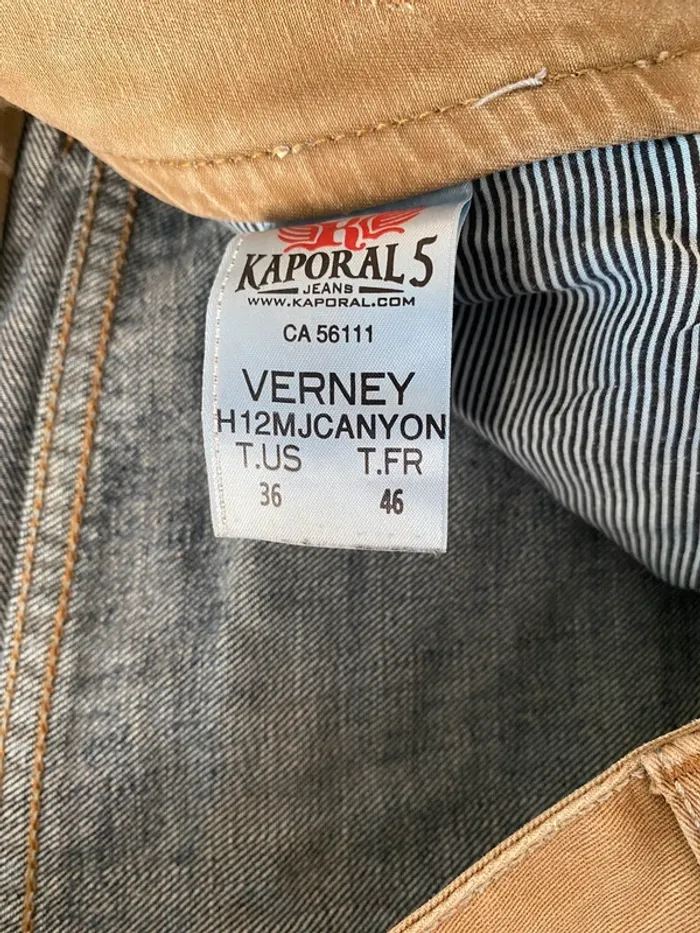 KAPORAL 5
JEANS
WWW.KAPORAL.COM
CA 56111
VERNEY
H12MJCANYON
T.US T.FR
36 46